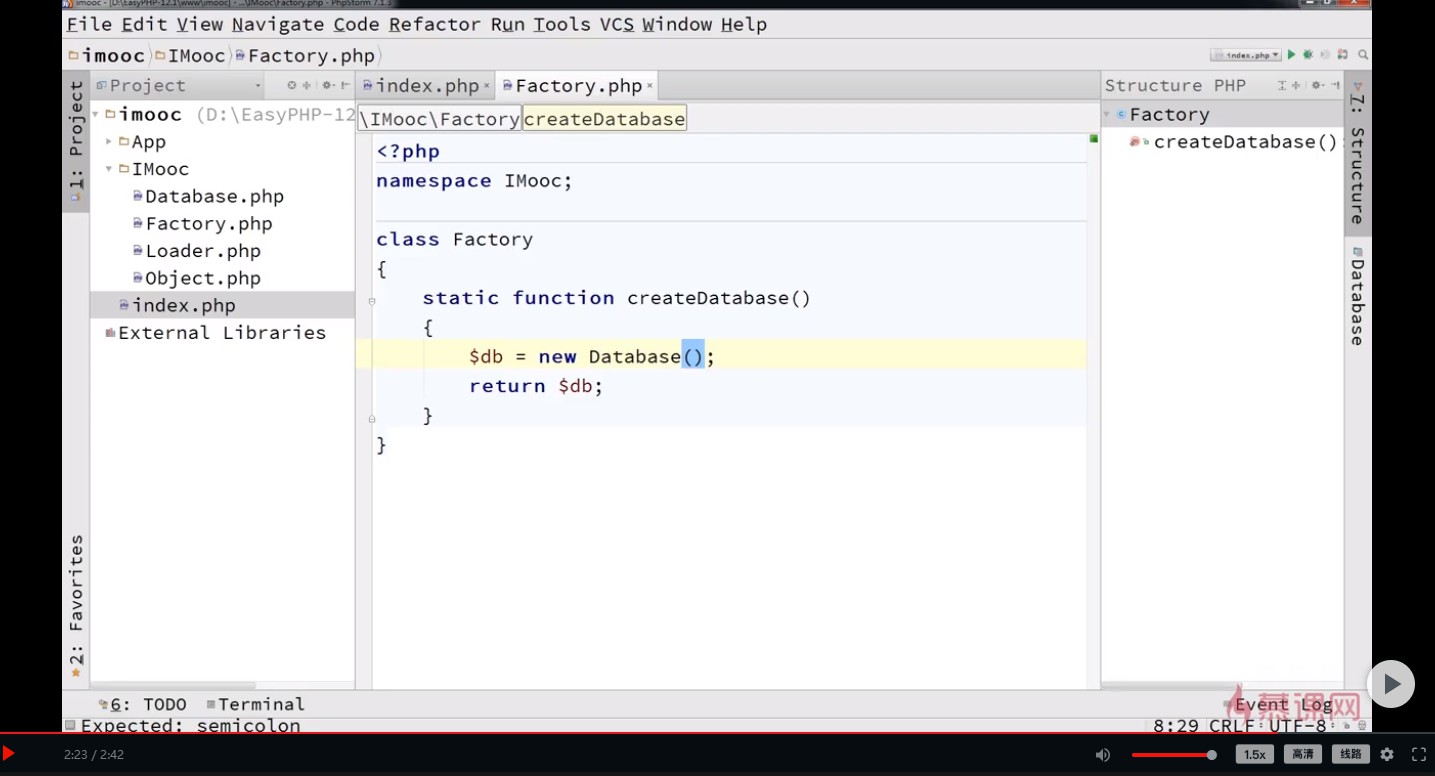 imooc - [D:\EasyPHP-12.1\www\imooc] - ...\IMooc\Factory.php - PhpStorm 7.1.3
File Edit View Navigate Code Refactor Run Tools VCS Window Help
imooc IMooc Factory.php
index.php
1: Project
Project
index.php
Factory.php
Structure PHP
7: Structure
imooc (D:\EasyPHP-12
App
IMooc
Database.php
Factory.php
Loader.php
Object.php
index.php
External Libraries
\IMooc\Factory createDatabase
<?php
namespace IMooc;
class Factory
{
static function createDatabase()
{
$db = new Database();
return $db;
}
}
Factory
createDatabase()
Database
2: Favorites
6: TODO
Terminal
Event Log
慕课网
Expected: semicolon
8:29 CRLF UTF-8
2:23 / 2:42
1.5x
高清
线路